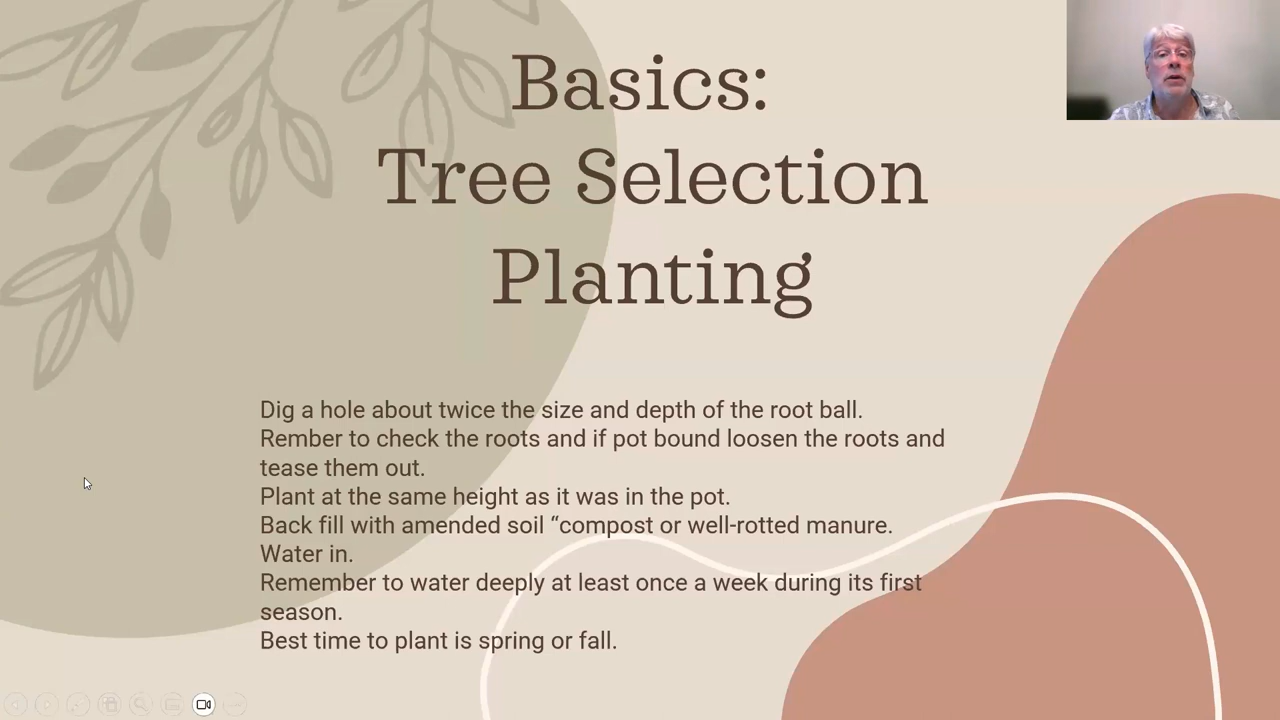 Basics:
Tree Selection
Planting
Dig a hole about twice the size and depth of the root ball.
Rember to check the roots and if pot bound loosen the roots and
tease them out.
Plant at the same height as it was in the pot.
Back fill with amended soil “compost or well-rotted manure.
Water in.
Remember to water deeply at least once a week during its first
season.
Best time to plant is spring or fall.